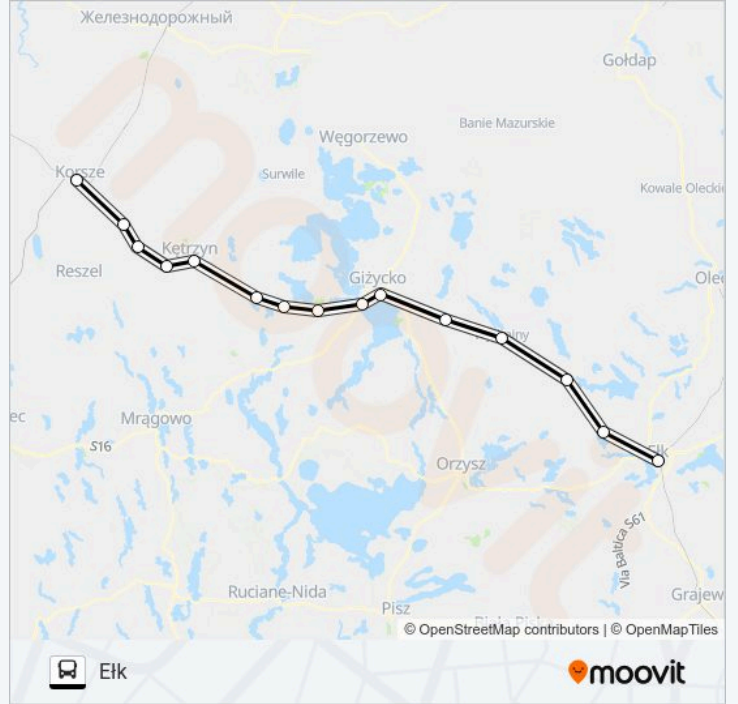 Железнодорожный
Gołdap
Węgorzewo
Banie Mazurskie
Korsze
Surwile
Kowale Oleckie
Kętrzyn
Reszel
Giżycko
Mrągowo
S16
Ełk
Orzysz
Via Baltica S61
Ruciane-Nida
Pisz
© OpenStreetMap contributors | © OpenMapTiles
Ełk
moovit